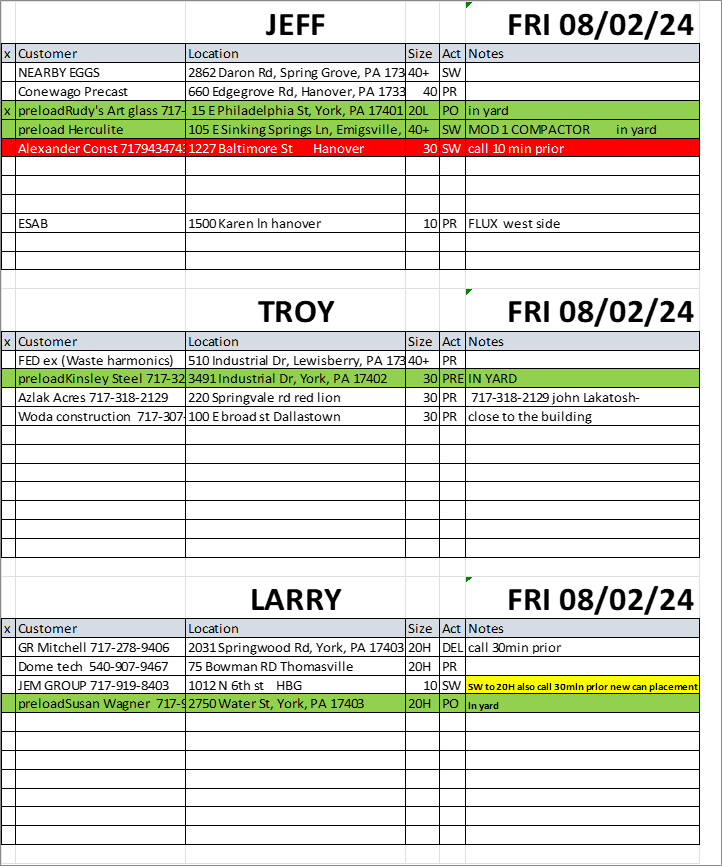 JEFF FRI 08/02/24
x Customer Location Size Act Notes
NEARBY EGGS 2862 Daron Rd, Spring Grove, PA 173 40+ SW
Conewago Precast 660 Edgegrove Rd, Hanover, PA 1733 40 PR
x preloadRudy's Art glass 717- 15 E Philadelphia St, York, PA 17401 20L PO in yard
preload Herculite 105 E Sinking Springs Ln, Emigsville, 40+ SW MOD 1 COMPACTOR in yard
Alexander Const 7179434743 1227 Baltimore St Hanover 30 SW call 10 min prior
ESAB 1500 Karen ln hanover 10 PR FLUX west side
TROY FRI 08/02/24
x Customer Location Size Act Notes
FED ex (Waste harmonics) 510 Industrial Dr, Lewisberry, PA 173 40+ PR
preloadKinsley Steel 717-32 3491 Industrial Dr, York, PA 17402 30 PRE IN YARD
Azlak Acres 717-318-2129 220 Springvale rd red lion 30 PR 717-318-2129 john Lakatosh-
Woda construction 717-307- 100 E broad st Dallastown 30 PR close to the building
LARRY FRI 08/02/24
x Customer Location Size Act Notes
GR Mitchell 717-278-9406 2031 Springwood Rd, York, PA 17403 20H DEL call 30min prior
Dome tech 540-907-9467 75 Bowman RD Thomasville 20H PR
JEM GROUP 717-919-8403 1012 N 6th st HBG 10 SW SW to 20H also call 30min prior new can placement
preloadSusan Wagner 717-9 2750 Water St, York, PA 17403 20H PO In yard